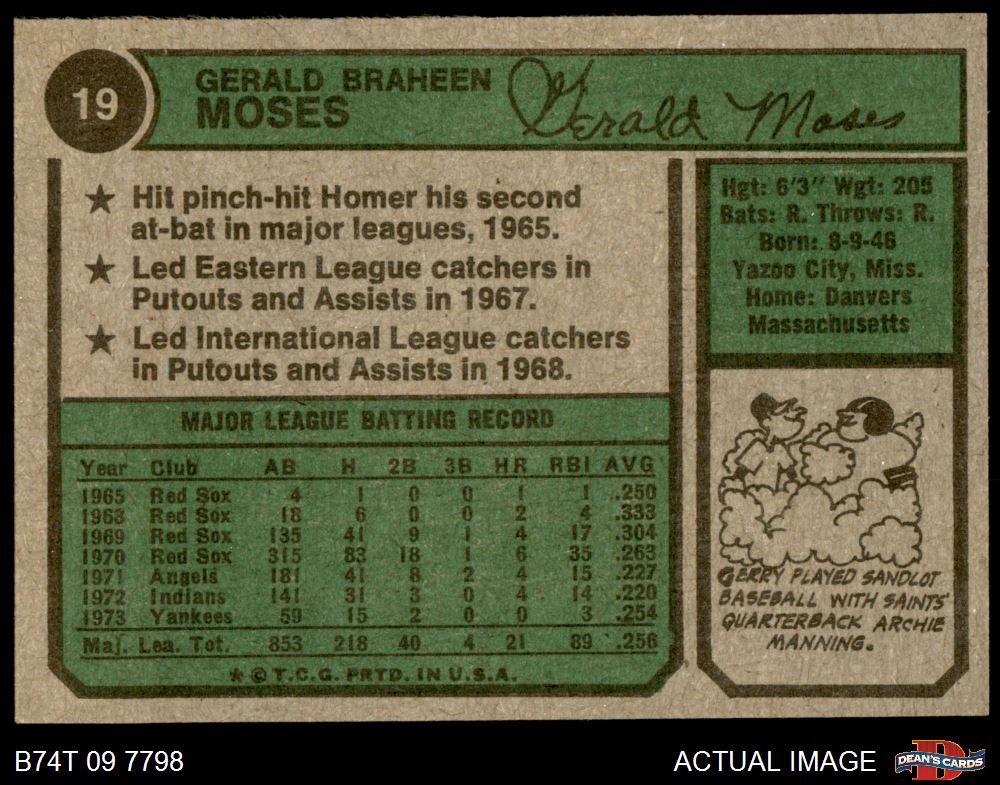 19
GERALD BRAHEEN
MOSES
Gerald Moses
★ Hit pinch-hit Homer his second
at-bat in major leagues, 1965.
★ Led Eastern League catchers in
Putouts and Assists in 1967.
★ Led International League catchers
in Putouts and Assists in 1968.
Hgt: 6'3" Wgt: 205
Bats: R. Throws: R.
Born: 8-9-46
Yazoo City, Miss.
Home: Danvers
Massachusetts
MAJOR LEAGUE BATTING RECORD
Year Club AB H 2B 3B HR RBI AVG
1965 Red Sox 4 1 0 0 1 1 .250
1968 Red Sox 18 6 0 0 2 4 .333
1969 Red Sox 135 41 9 1 4 17 .304
1970 Red Sox 315 83 18 1 6 35 .263
1971 Angels 181 41 8 2 4 15 .227
1972 Indians 141 31 3 0 4 14 .220
1973 Yankees 59 15 2 0 0 3 .254
Maj. Lea. Tot. 853 218 40 4 21 89 .256
★ © T.C.G. PRTD. IN U.S.A.
GERRY PLAYED SANDLOT
BASEBALL WITH SAINTS'
QUARTERBACK ARCHIE
MANNING.
B74T 09 7798
ACTUAL IMAGE
DEAN'S CARDS